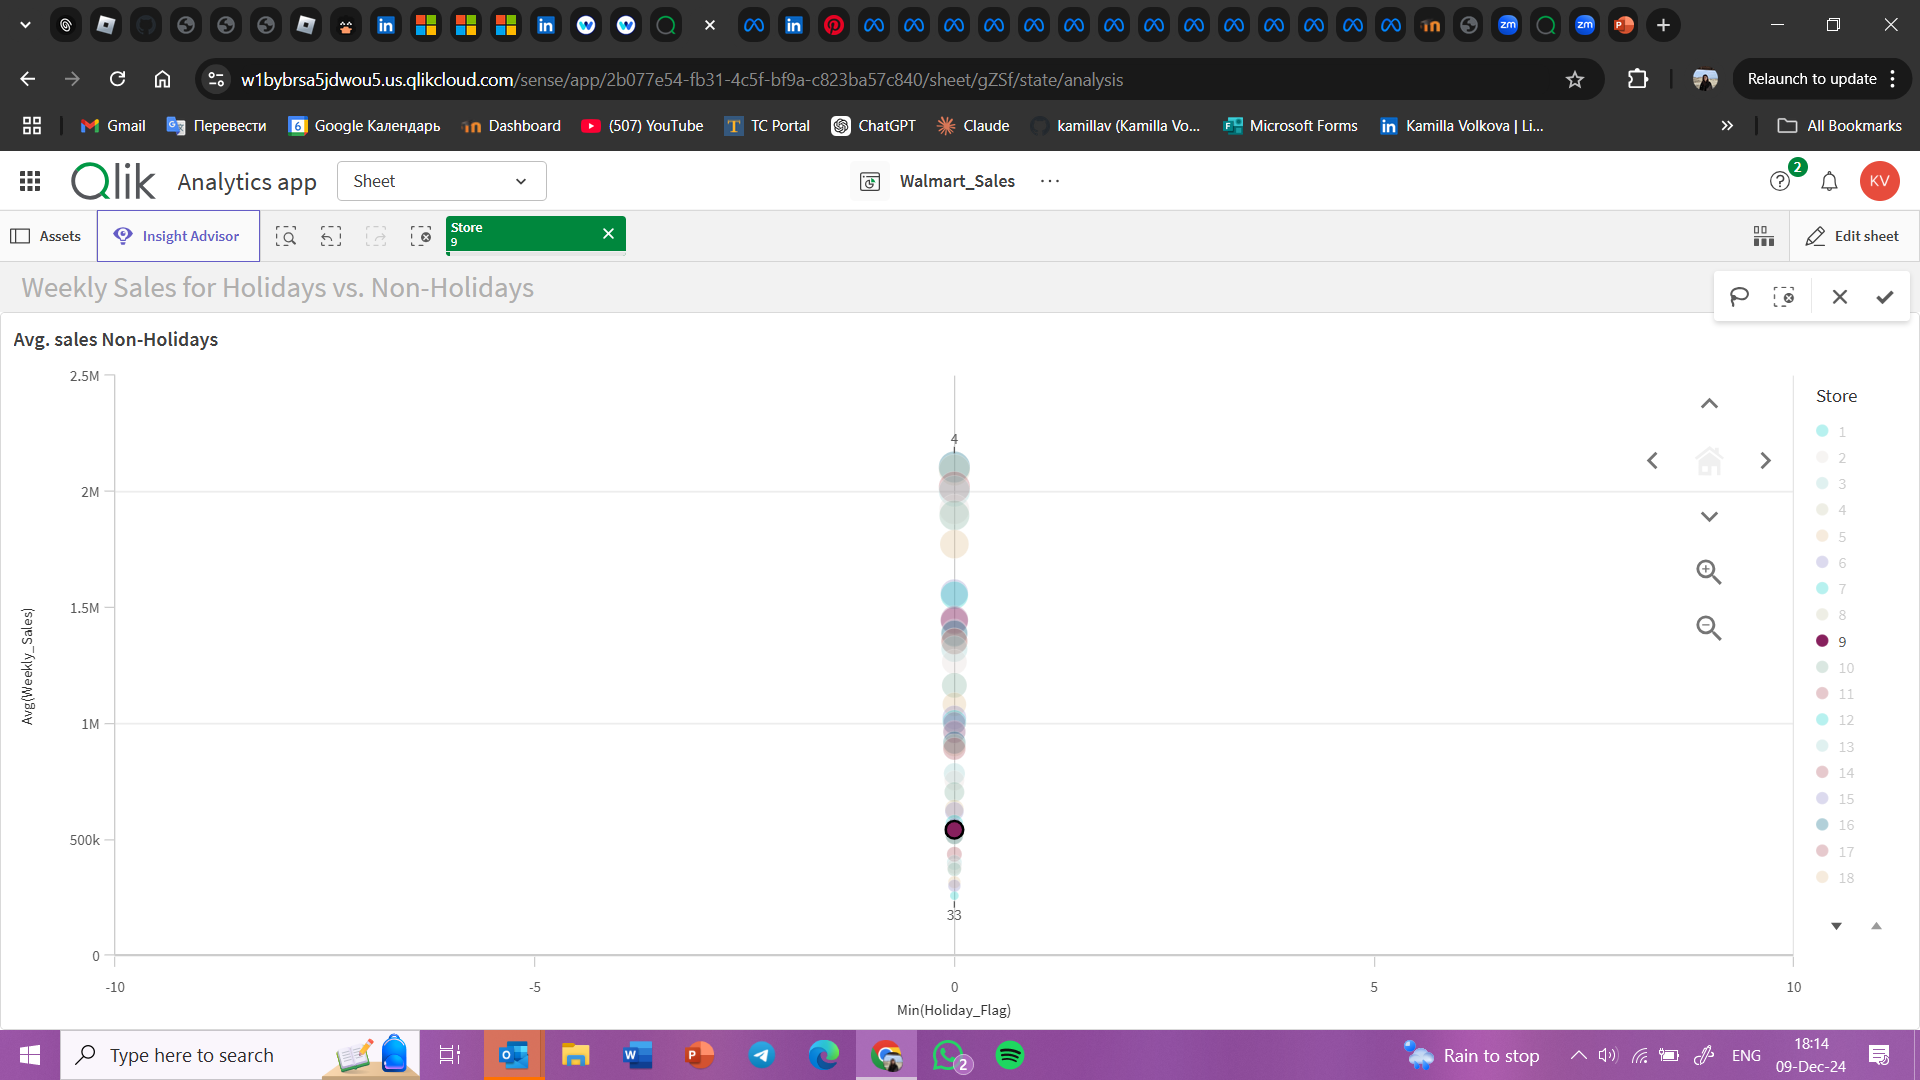 w1bybrsa5jdwou5.us.qlikcloud.com/sense/app/2b077e54-fb31-4c5f-bf9a-c823ba57c840/sheet/gZSf/state/analysis
Relaunch to update
Gmail
Перевести
Google Календарь
Dashboard
(507) YouTube
TC Portal
ChatGPT
Claude
kamillav (Kamilla Vo...
Microsoft Forms
Kamilla Volkova | Li...
All Bookmarks
Qlik
Analytics app
Sheet
Walmart_Sales
2
KV
Assets
Insight Advisor
Store
9
Edit sheet
Weekly Sales for Holidays vs. Non-Holidays
Avg. sales Non-Holidays
2.5M
2M
1.5M
1M
500k
0
Avg(Weekly_Sales)
4
33
-10
-5
0
5
10
Min(Holiday_Flag)
Store
1
2
3
4
5
6
7
8
9
10
11
12
13
14
15
16
17
18
Type here to search
2
Rain to stop
ENG
18:14
09-Dec-24